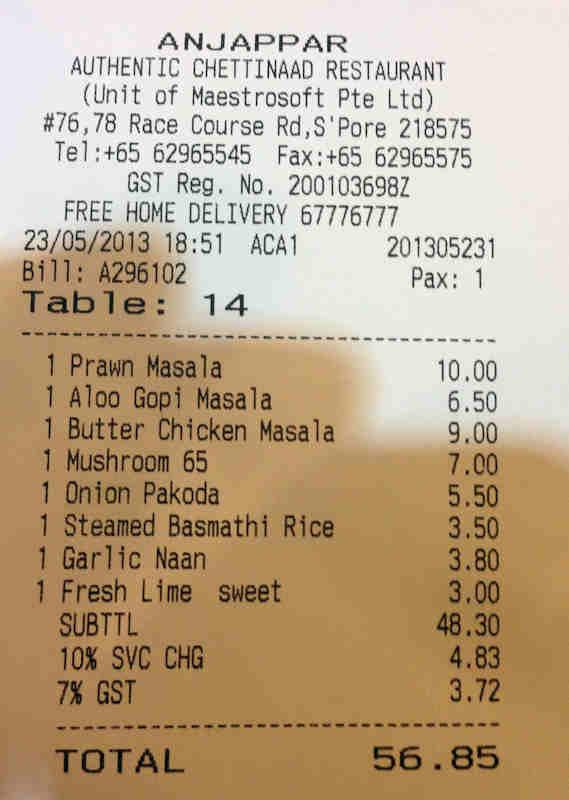 ANJAPPAR
AUTHENTIC CHETTINAAD RESTAURANT
(Unit of Maestrosoft Pte Ltd)
#76,78 Race Course Rd,S'Pore 218575
Tel:+65 62965545 Fax:+65 62965575
GST Reg. No. 200103698Z
FREE HOME DELIVERY 67776777
23/05/2013 18:51 ACA1 201305231
Bill: A296102 Pax: 1
Table: 14
1 Prawn Masala 10.00
1 Aloo Gopi Masala 6.50
1 Butter Chicken Masala 9.00
1 Mushroom 65 7.00
1 Onion Pakoda 5.50
1 Steamed Basmathi Rice 3.50
1 Garlic Naan 3.80
1 Fresh Lime sweet 3.00
SUBTTL 48.30
10% SVC CHG 4.83
7% GST 3.72
TOTAL 56.85